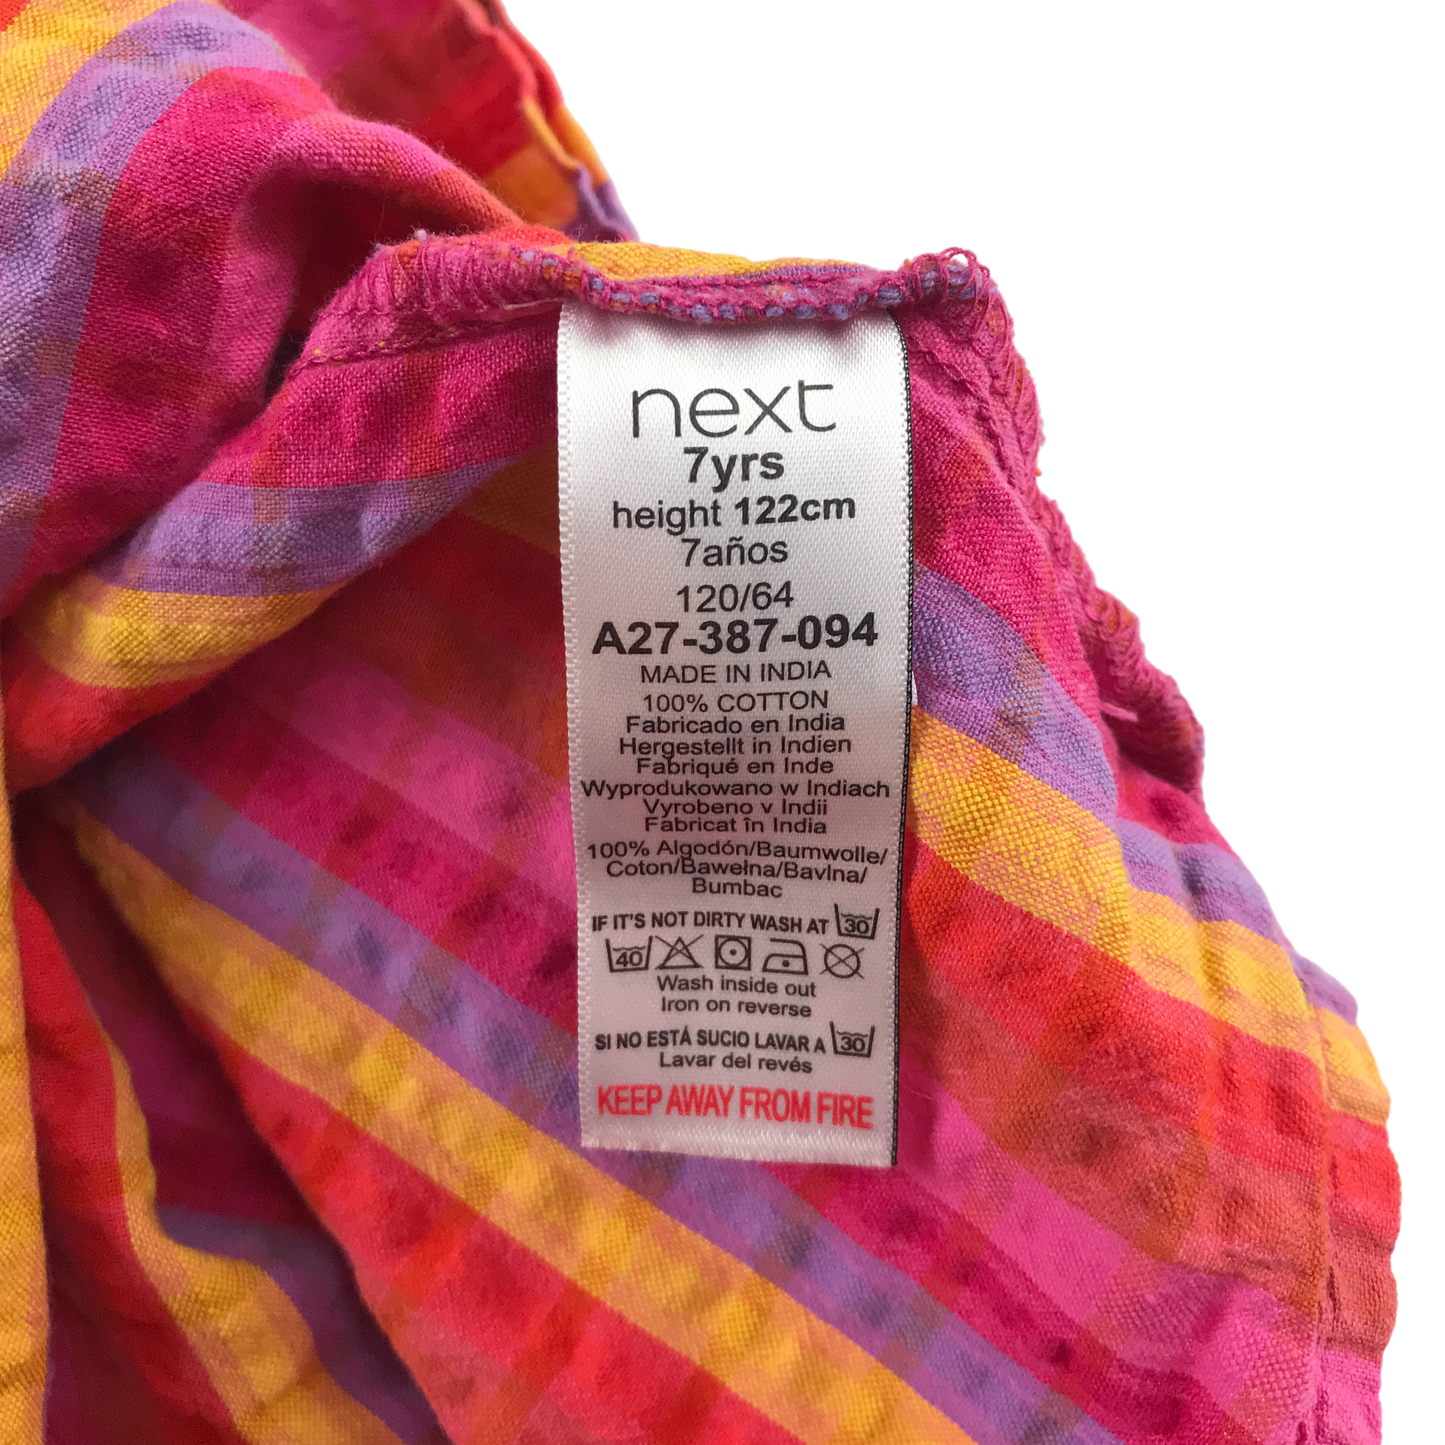 next
7yrs
height 122cm
7años
120/64
A27-387-094
MADE IN INDIA
100% COTTON
Fabricado en India
Hergestellt in Indien
Fabriqué en Inde
Wyprodukowano w Indiach
Vyrobeno v Indii
Fabricat în India
100% Algodón/Baumwolle/
Coton/Bawełna/Bavlna/
Bumbac
IF IT'S NOT DIRTY WASH AT 30
40
Wash inside out
Iron on reverse
SI NO ESTÁ SUCIO LAVAR A 30
Lavar del revés
KEEP AWAY FROM FIRE